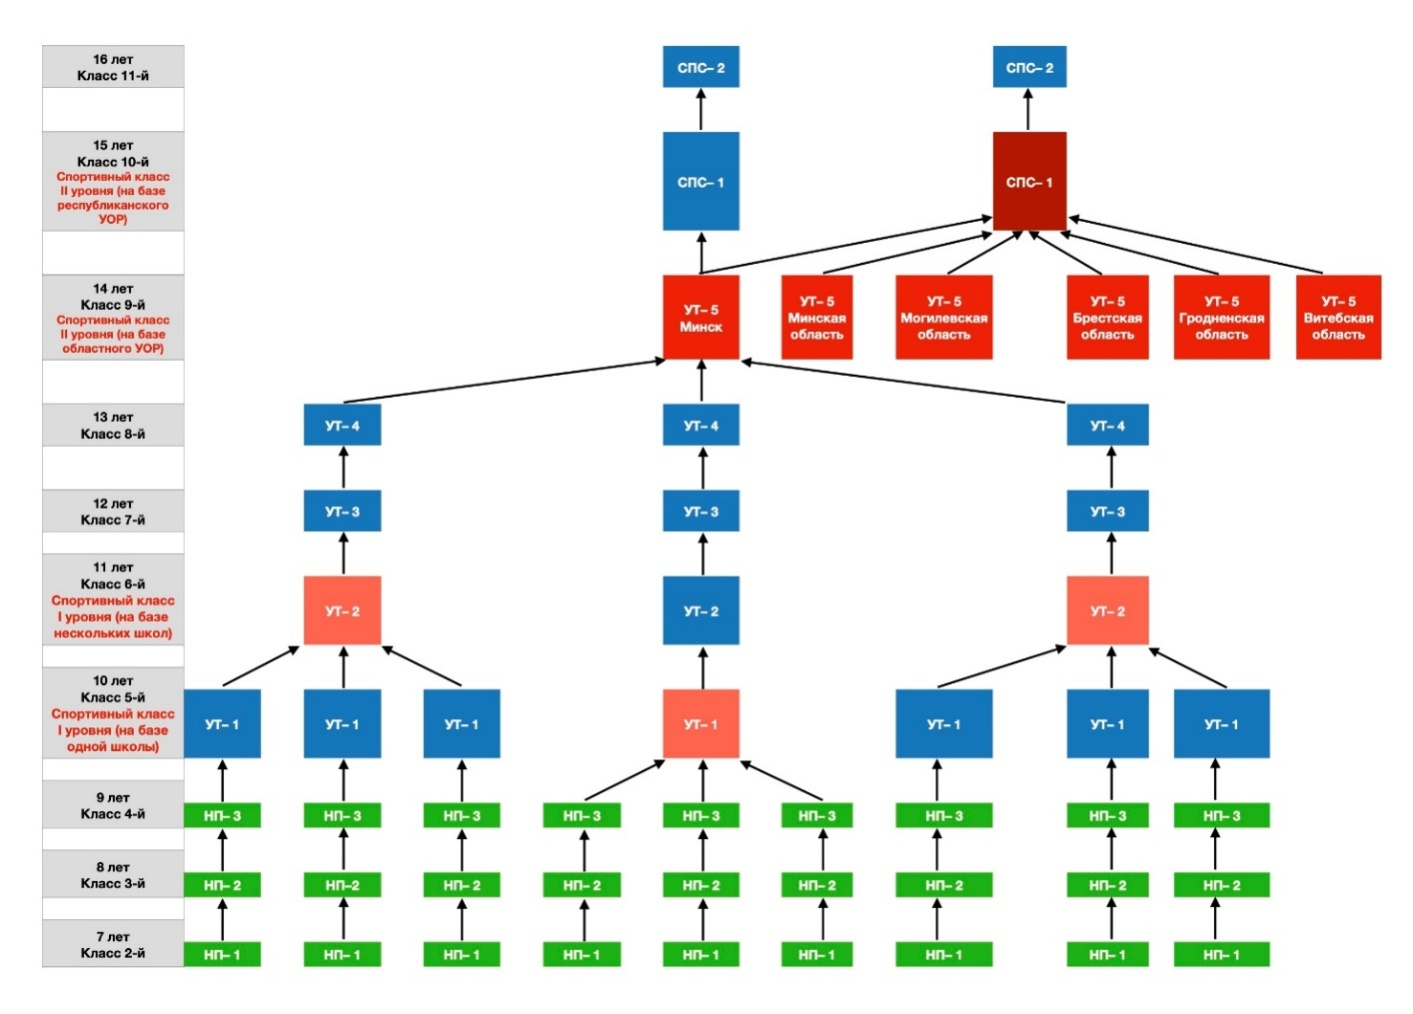 16 лет
Класс 11-й
СПС– 2
СПС– 2
15 лет
Класс 10-й
Спортивный класс
II уровня (на базе
республиканского
УОР)
СПС– 1
СПС– 1
14 лет
Класс 9-й
Спортивный класс
II уровня (на базе
областного УОР)
УТ– 5
Минск
УТ– 5
Минская
область
УТ– 5
Могилевская
область
УТ– 5
Брестская
область
УТ– 5
Гродненская
область
УТ– 5
Витебская
область
13 лет
Класс 8-й
УТ– 4
УТ– 4
УТ– 4
12 лет
Класс 7-й
УТ– 3
УТ– 3
УТ– 3
11 лет
Класс 6-й
Спортивный класс
I уровня (на базе
нескольких школ)
УТ– 2
УТ– 2
УТ– 2
10 лет
Класс 5-й
Спортивный класс
I уровня (на базе
одной школы)
УТ– 1
УТ– 1
УТ– 1
УТ– 1
УТ– 1
УТ– 1
УТ– 1
9 лет
Класс 4-й
НП– 3
НП– 3
НП– 3
НП– 3
НП– 3
НП– 3
НП– 3
НП– 3
НП– 3
8 лет
Класс 3-й
НП– 2
НП–2
НП– 2
НП– 2
НП– 2
НП– 2
НП– 2
НП– 2
НП– 2
7 лет
Класс 2-й
НП– 1
НП– 1
НП– 1
НП– 1
НП– 1
НП– 1
НП– 1
НП– 1
НП– 1